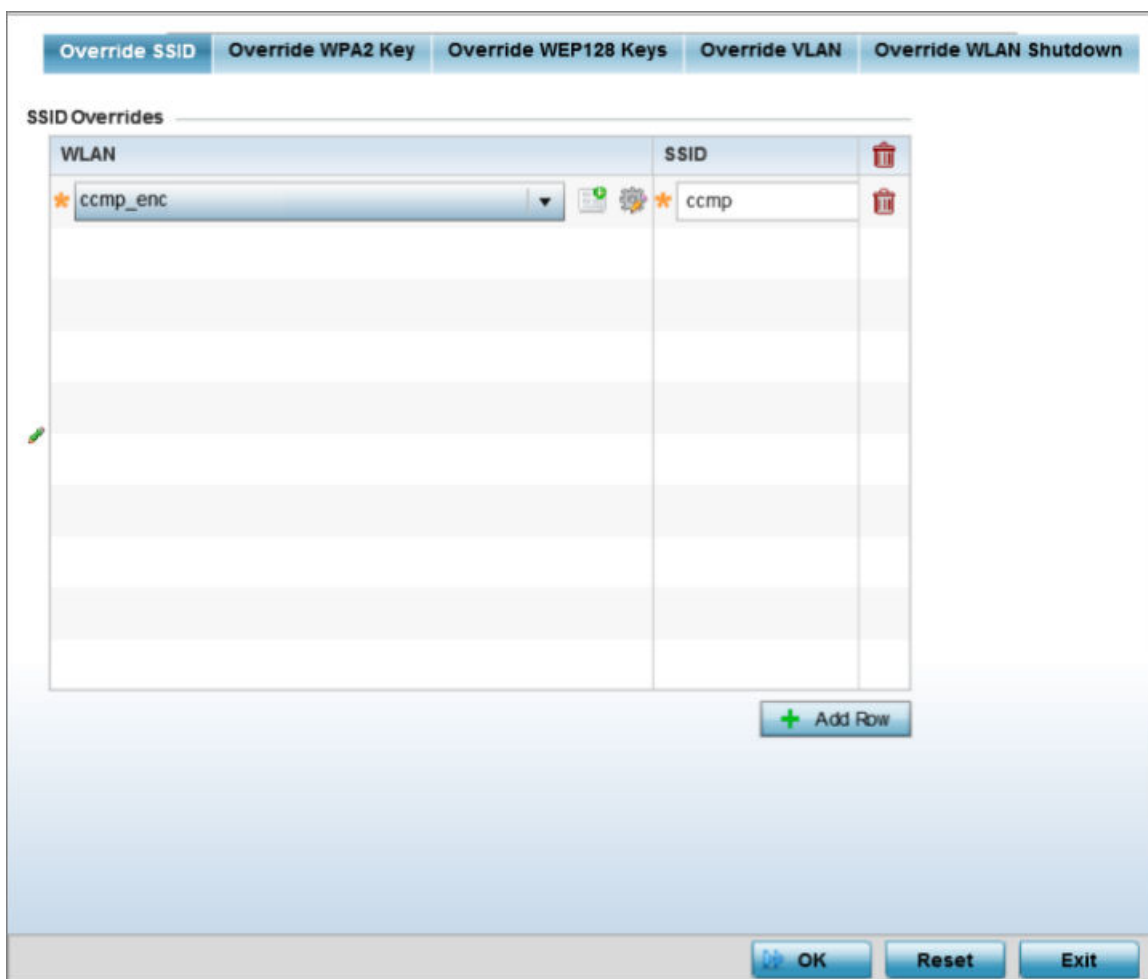 Override SSID Override WPA2 Key Override WEP128 Keys Override VLAN Override WLAN Shutdown
SSID Overrides
WLAN SSID
ccmp_enc ccmp
Add Row
OK Reset Exit